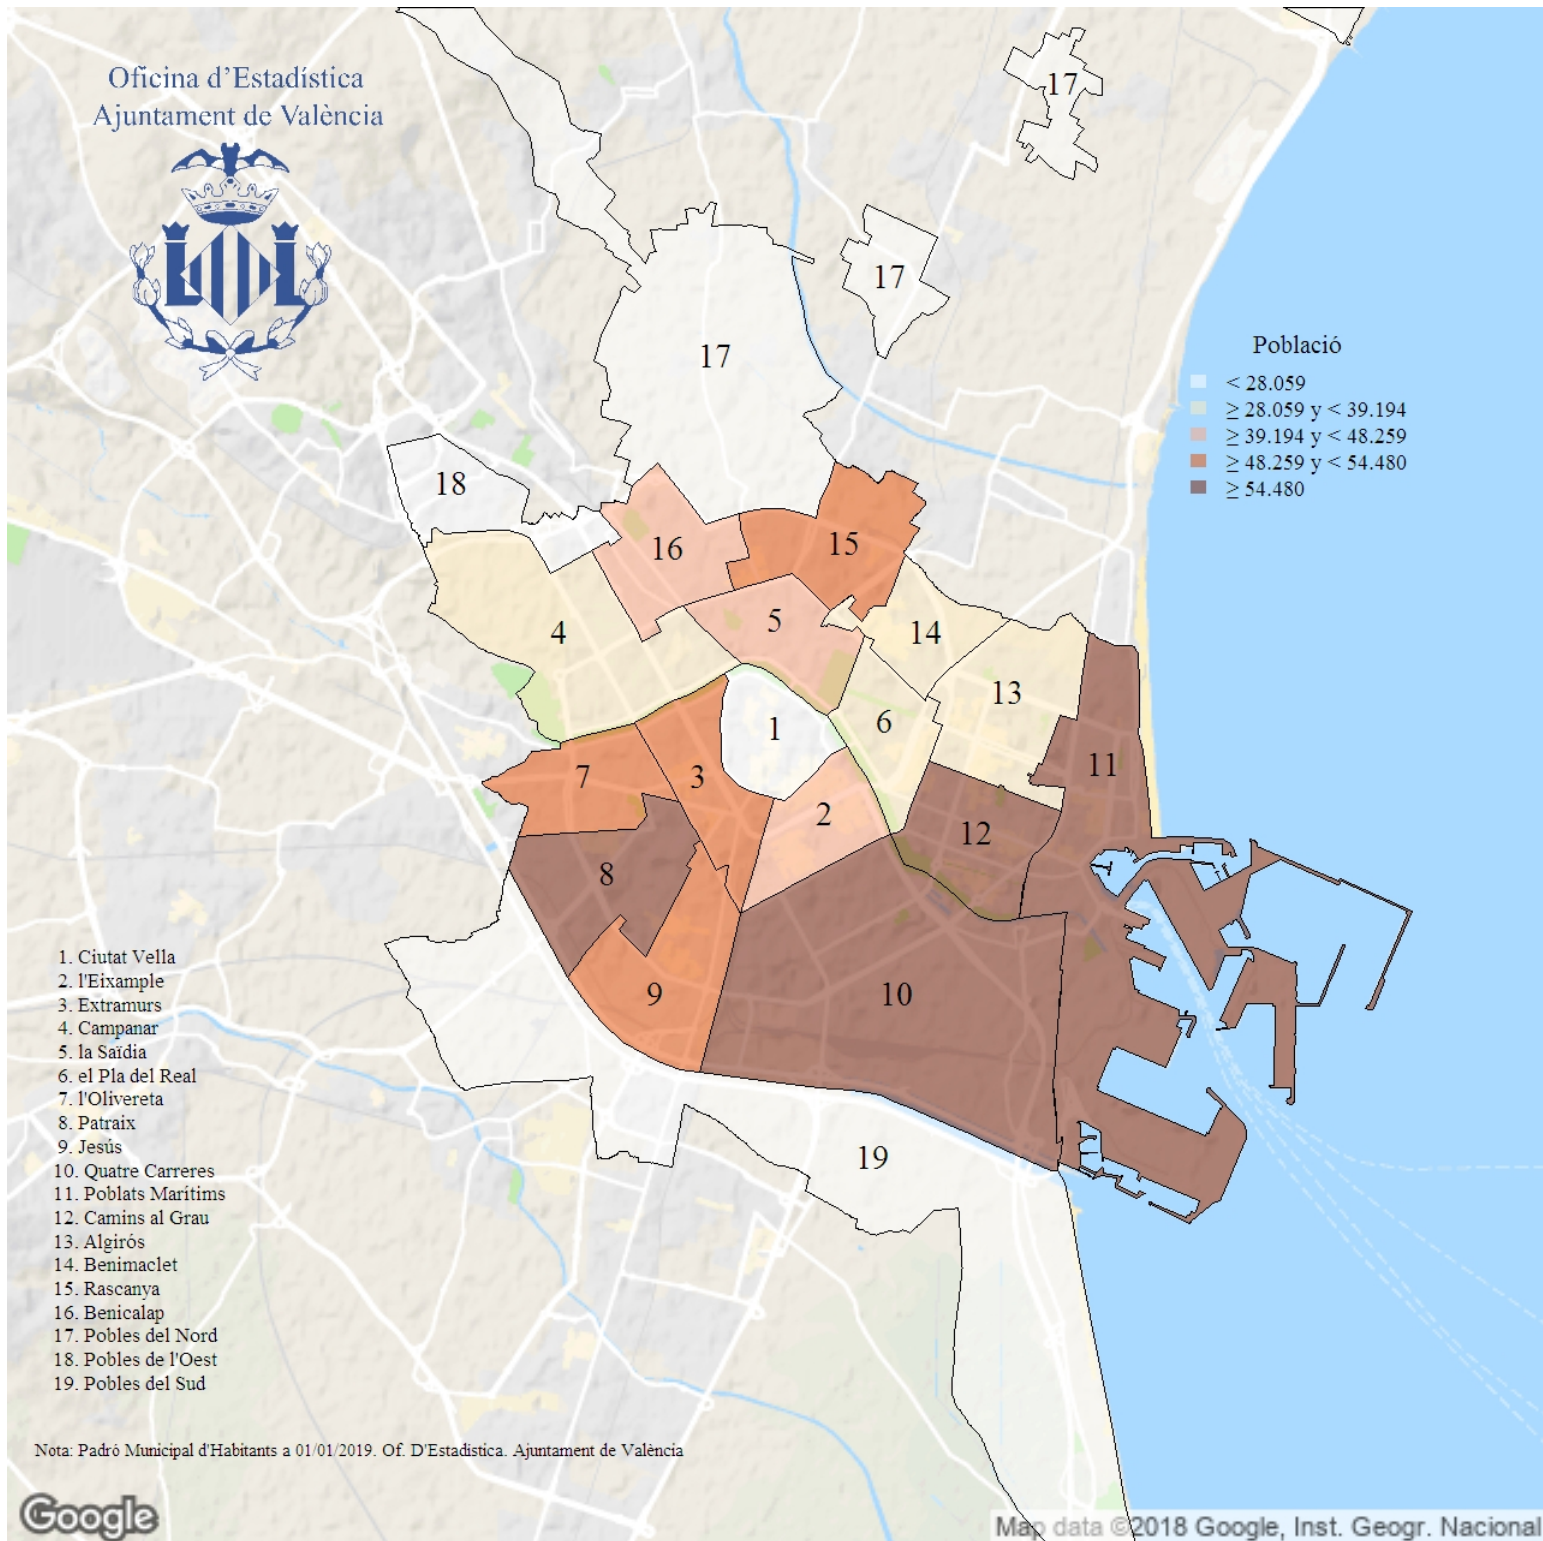 Oficina d'Estadística
Ajuntament de València
17
17
17
18
16
15
5
4
14
13
6
1
11
7
3
2
12
8
9
10
19
Població
< 28.059
≥ 28.059 y < 39.194
≥ 39.194 y < 48.259
≥ 48.259 y < 54.480
≥ 54.480
1. Ciutat Vella
2. l'Eixample
3. Extramurs
4. Campanar
5. la Saïdia
6. el Pla del Real
7. l'Olivereta
8. Patraix
9. Jesús
10. Quatre Carreres
11. Poblats Marítims
12. Camins al Grau
13. Algirós
14. Benimaclet
15. Rascanya
16. Benicalap
17. Pobles del Nord
18. Pobles de l'Oest
19. Pobles del Sud
Nota: Padró Municipal d'Habitants a 01/01/2019. Of. D'Estadística. Ajuntament de València
Google
Map data ©2018 Google, Inst. Geogr. Nacional